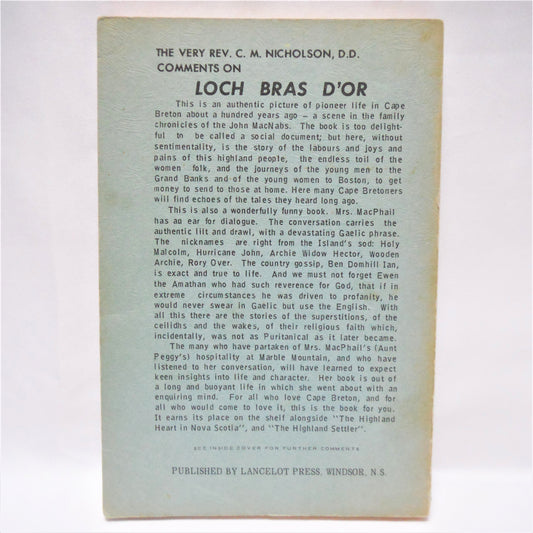 THE VERY REV. C. M. NICHOLSON, D.D.
COMMENTS ON
LOCH BRAS D'OR
This is an authentic picture of pioneer life in Cape
Breton about a hundred years ago – a scene in the family
chronicles of the John MacNabs. The book is too delight-
ful to be called a social document; but here, without
sentimentality, is the story of the labours and joys and
pains of this highland people, the endless toil of the
women folk, and the journeys of the young men to the
Grand Banks and of the young women to Boston, to get
money to send to those at home. Here many Cape Bretoners
will find echoes of the tales they heard long ago.
This is also a wonderfully funny book. Mrs. MacPhail
has an ear for dialogue. The conversation carries the
authentic lilt and drawl, with a devastating Gaelic phrase.
The nicknames are right from the Island's sod: Holy
Malcolm, Hurricane John, Archie Widow Hector, Wooden
Archie, Rory Over. The country gossip, Ben Domhill Ian,
is exact and true to life. And we must not forget Ewen
the Amathan who had such reverence for God, that if in
extreme circumstances he was driven to profanity, he
would never swear in Gaelic but use the English. With
all this there are the stories of the superstitions, of the
ceilidhs and the wakes, of their religious faith which,
incidentally, was not as Puritanical as it later became.
The many who have partaken of Mrs. MacPhail's (Aunt
Peggy's) hospitality at Marble Mountain, and who have
listened to her conversation, will have learned to expect
keen insights into life and character. Her book is out of
a long and buoyant life in which she went about with an
enquiring mind. For all who love Cape Breton, and for
all who would come to love it, this is the book for you.
It earns its place on the shelf alongside "The Highland
Heart in Nova Scotia", and "The Highland Settler".
SEE INSIDE COVER FOR FURTHER COMMENTS
PUBLISHED BY LANCELOT PRESS, WINDSOR, N.S.